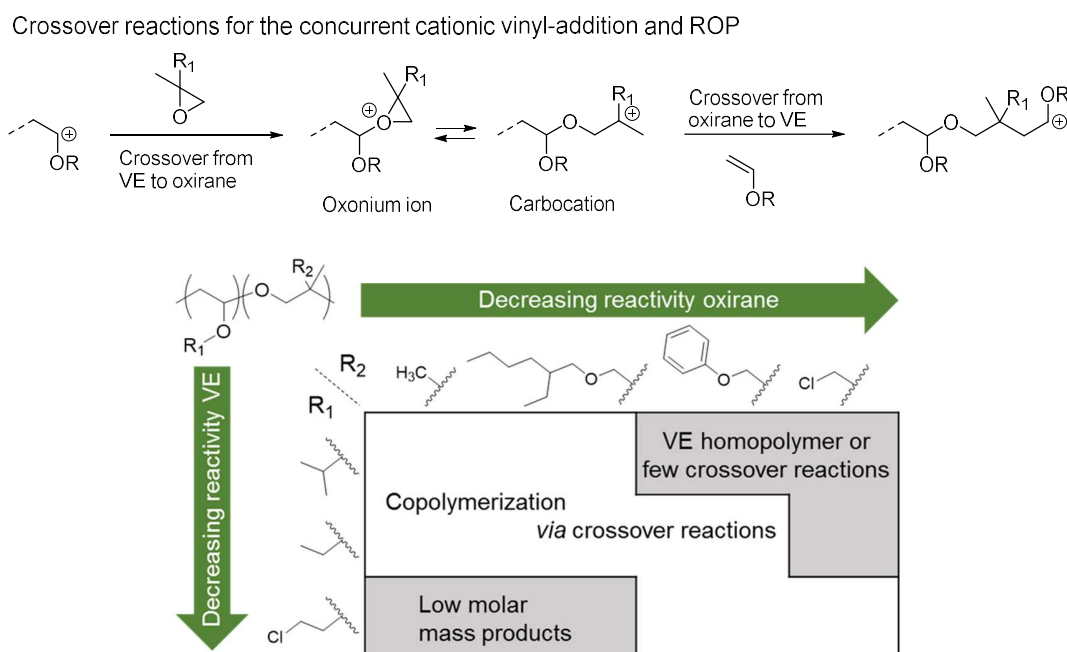 Crossover reactions for the concurrent cationic vinyl-addition and ROP
R1
O
⊕
OR
Crossover from
VE to oxirane
R1
⊕
O
OR
Oxonium ion
R1
⊕
O
OR
Carbocation
Crossover from
oxirane to VE
OR
R1
OR
O
⊕
OR
R2
O
O
R1
Decreasing reactivity oxirane
Decreasing reactivity VE
R2
R1
H3C
O
O
Cl
Cl
VE homopolymer or
few crossover reactions
Copolymerization
via crossover reactions
Low molar
mass products